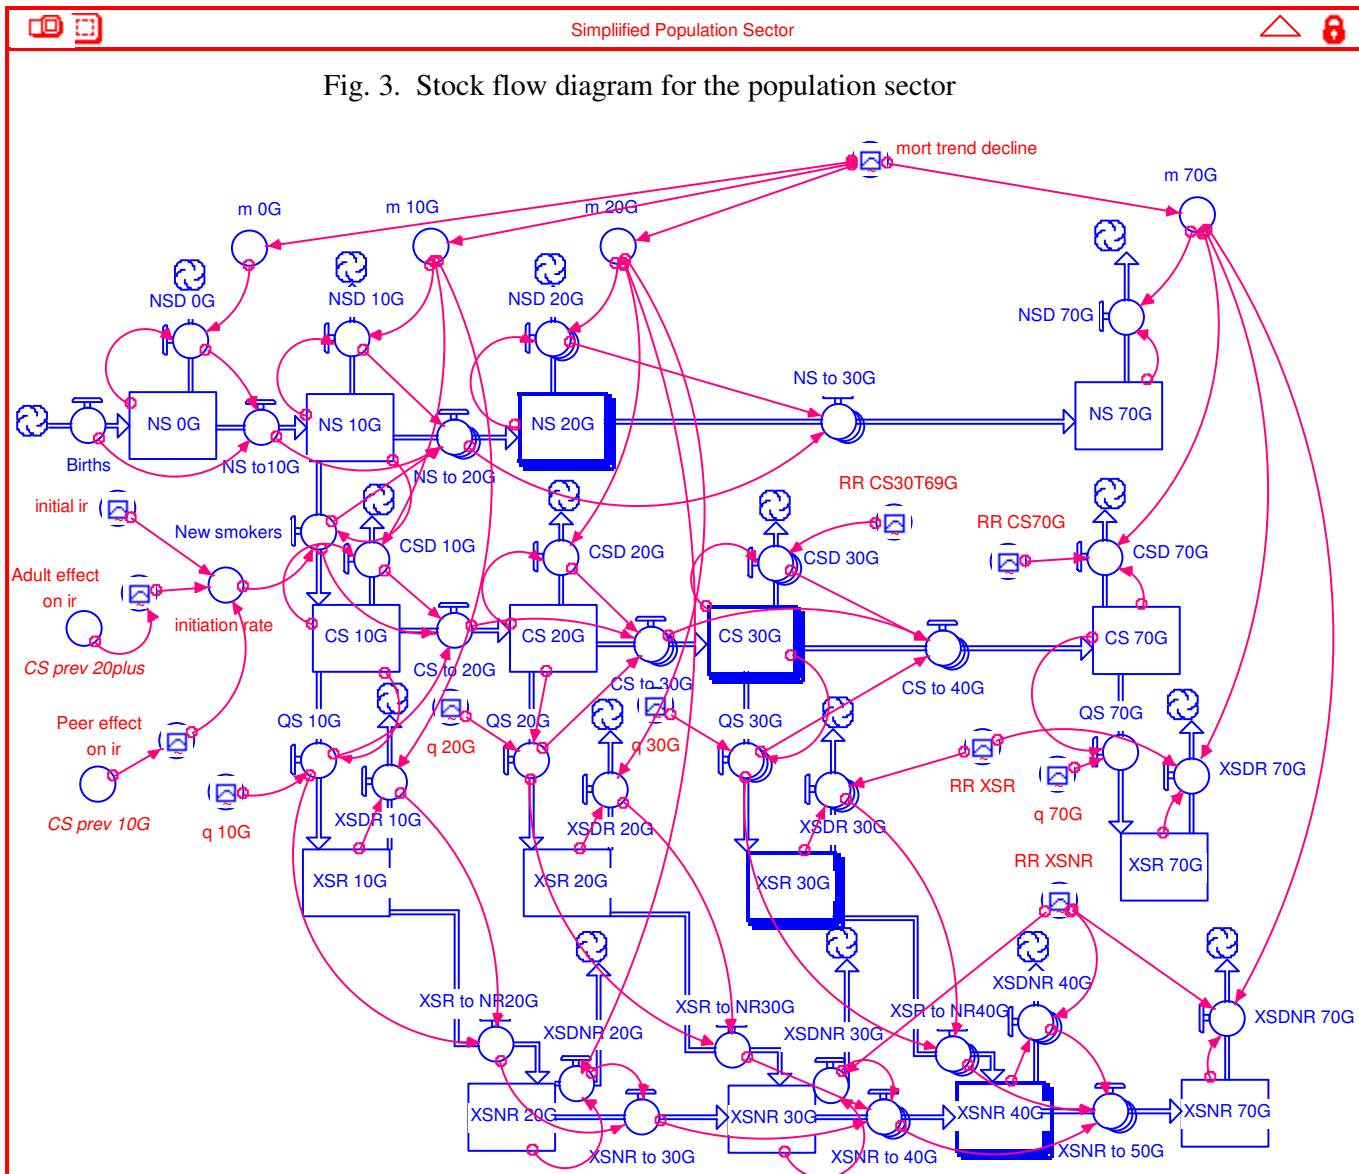 Simpliified Population Sector
Fig. 3. Stock flow diagram for the population sector
mort trend decline
m 70G
m 0G
m 10G
m 20G
NSD 0G
NSD 10G
NSD 20G
NSD 70G
NS to 30G
NS 0G
NS 10G
NS 20G
NS 70G
Births
NS to10G
NS to 20G
RR CS30T69G
initial ir
New smokers
RR CS70G
CSD 10G
CSD 20G
CSD 30G
CSD 70G
Adult effect
on ir
initiation rate
CS 10G
CS 20G
CS 30G
CS 70G
CS prev 20plus
CS to 20G
CS to 30G
CS to 40G
Peer effect
on ir
QS 10G
QS 20G
QS 30G
QS 70G
q 20G
q 30G
XSDR 70G
RR XSR
q 70G
CS prev 10G
q 10G
XSDR 10G
XSDR 20G
XSDR 30G
RR XSNR
XSR 10G
XSR 20G
XSR 30G
XSR 70G
XSR to NR20G
XSR to NR30G
XSR to NR40G
XSDNR 40G
XSDNR 20G
XSDNR 30G
XSDNR 70G
XSNR 20G
XSNR 30G
XSNR 40G
XSNR 70G
XSNR to 30G
XSNR to 40G
XSNR to 50G